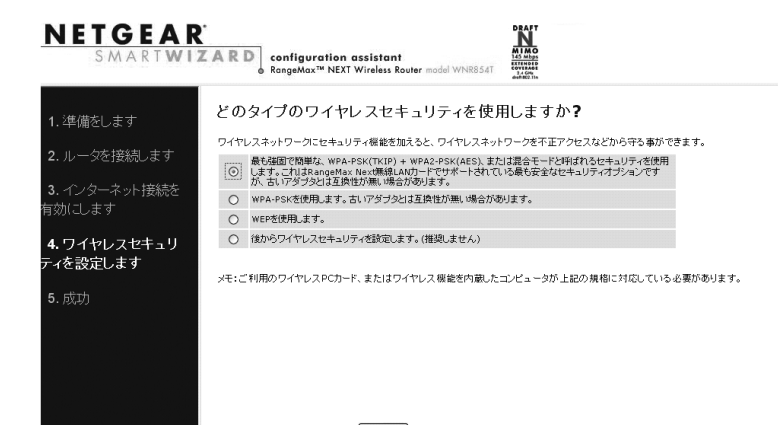 NETGEAR
SMARTWIZARD
configuration assistant
RangeMax™ NEXT Wireless Router model WNR854T
DRAFT
N
MIMO
145 Mbps
EXTENDED
COVERAGE
2.4 GHz
draft 802.11n
1. 準備をします
2. ルータを接続します
3. インターネット接続を
有効にします
4. ワイヤレスセキュリ
ティを設定します
5. 成功
どのタイプのワイヤレスセキュリティを使用しますか?
ワイヤレスネットワークにセキュリティ機能を加えると、ワイヤレスネットワークを不正アクセスなどから守る事ができます。
最も強固で簡単な、WPA-PSK(TKIP) + WPA2-PSK(AES)、または混合モードと呼ばれるセキュリティを使用
します。これはRangeMax Next無線LANカードでサポートされている最も安全なセキュリティオプションです
が、古いアダプタとは互換性が無い場合があります。
WPA-PSKを使用します。古いアダプタとは互換性が無い場合があります。
WEPを使用します。
後からワイヤレスセキュリティを設定します。(推奨しません)
メモ:ご利用のワイヤレスPCカード、またはワイヤレス機能を内蔵したコンピュータが上記の規格に対応している必要があります。